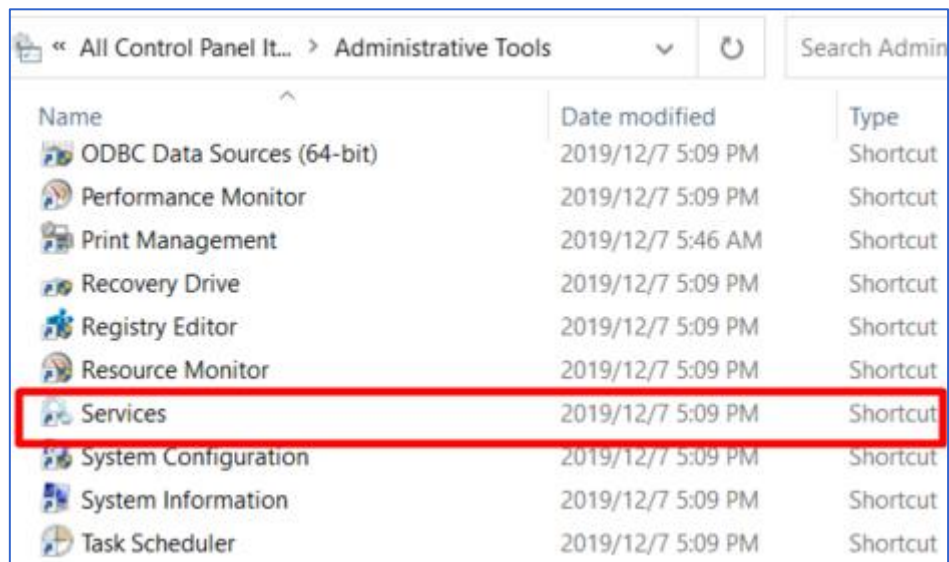 « All Control Panel It... > Administrative Tools Search Admin
Name Date modified Type
ODBC Data Sources (64-bit) 2019/12/7 5:09 PM Shortcut
Performance Monitor 2019/12/7 5:09 PM Shortcut
Print Management 2019/12/7 5:46 AM Shortcut
Recovery Drive 2019/12/7 5:09 PM Shortcut
Registry Editor 2019/12/7 5:09 PM Shortcut
Resource Monitor 2019/12/7 5:09 PM Shortcut
Services 2019/12/7 5:09 PM Shortcut
System Configuration 2019/12/7 5:09 PM Shortcut
System Information 2019/12/7 5:09 PM Shortcut
Task Scheduler 2019/12/7 5:09 PM Shortcut